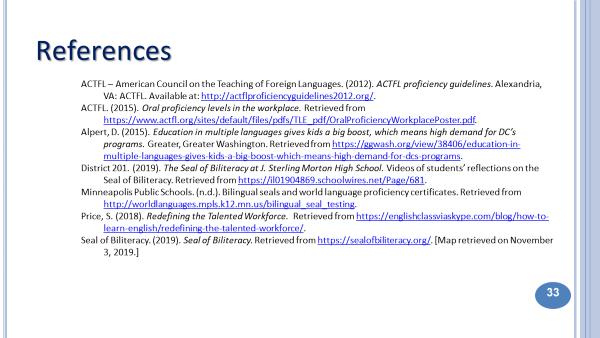 References
ACTFL – American Council on the Teaching of Foreign Languages. (2012). ACTFL proficiency guidelines. Alexandria,
VA: ACTFL. Available at: http://actflproficiencyguidelines2012.org/.
ACTFL. (2015). Oral proficiency levels in the workplace. Retrieved from
https://www.actfl.org/sites/default/files/pdfs/TLE_pdf/OralProficiencyWorkplacePoster.pdf.
Alpert, D. (2015). Education in multiple languages gives kids a big boost, which means high demand for DC's
programs. Greater, Greater Washington. Retrieved from https://ggwash.org/view/38406/education-in-
multiple-languages-gives-kids-a-big-boost-which-means-high-demand-for-dcs-programs.
District 201. (2019). The Seal of Biliteracy at J. Sterling Morton High School. Videos of students' reflections on the
Seal of Biliteracy. Retrieved from https://il01904869.schoolwires.net/Page/681.
Minneapolis Public Schools. (n.d.). Bilingual seals and world language proficiency certificates. Retrieved from
http://worldlanguages.mpls.k12.mn.us/bilingual_seal_testing.
Price, S. (2018). Redefining the Talented Workforce. Retrieved from https://englishclassviaskype.com/blog/how-to-
learn-english/redefining-the-talented-workforce/.
Seal of Biliteracy. (2019). Seal of Biliteracy. Retrieved from https://sealofbiliteracy.org/. [Map retrieved on November
3, 2019.]
33